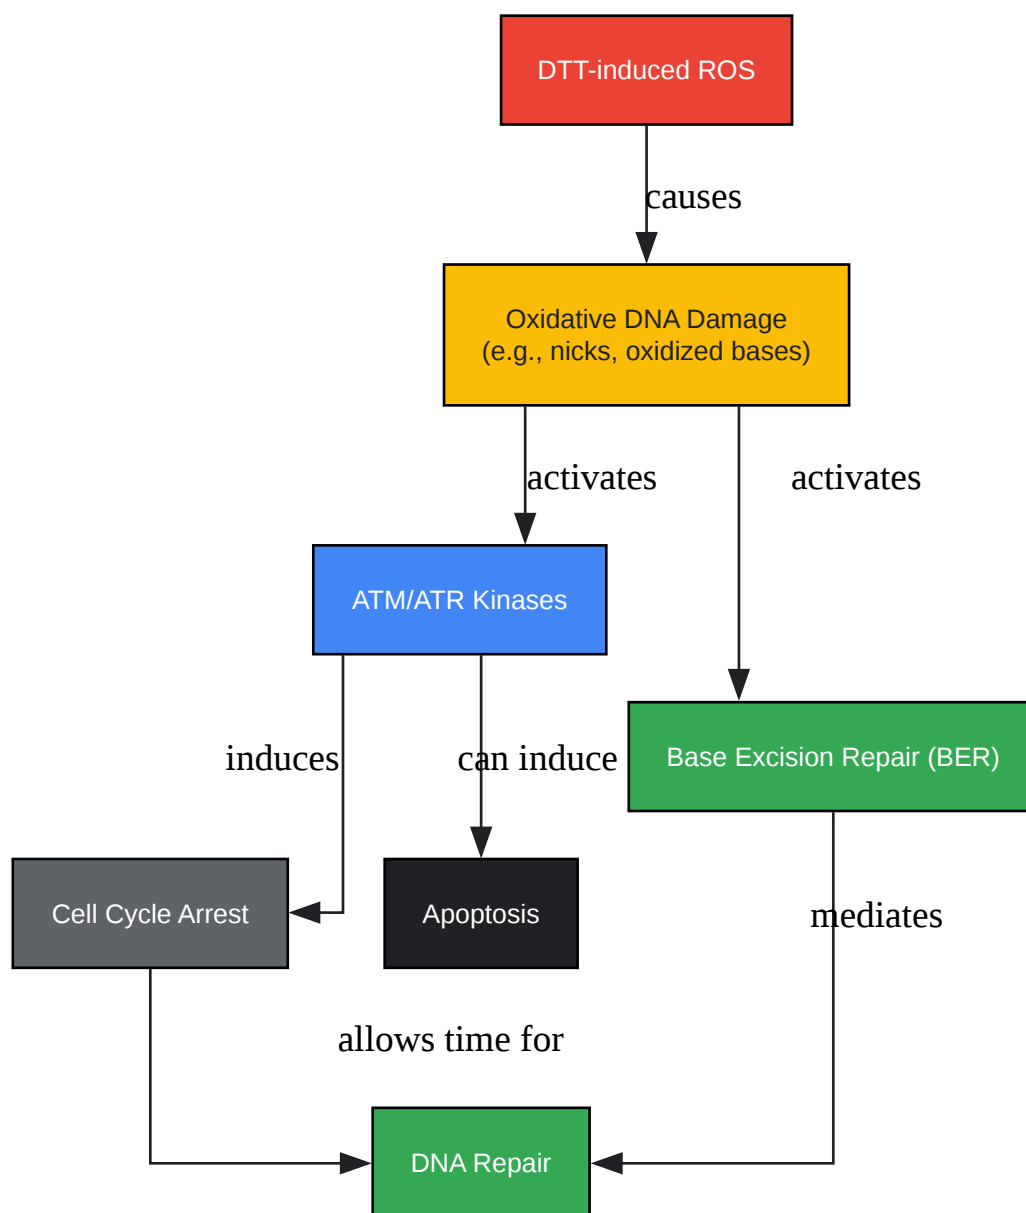 DTT-induced ROS
causes
Oxidative DNA Damage
(e.g., nicks, oxidized bases)
activates
activates
ATM/ATR Kinases
induces
can induce
Base Excision Repair (BER)
Cell Cycle Arrest
Apoptosis
mediates
allows time for
DNA Repair